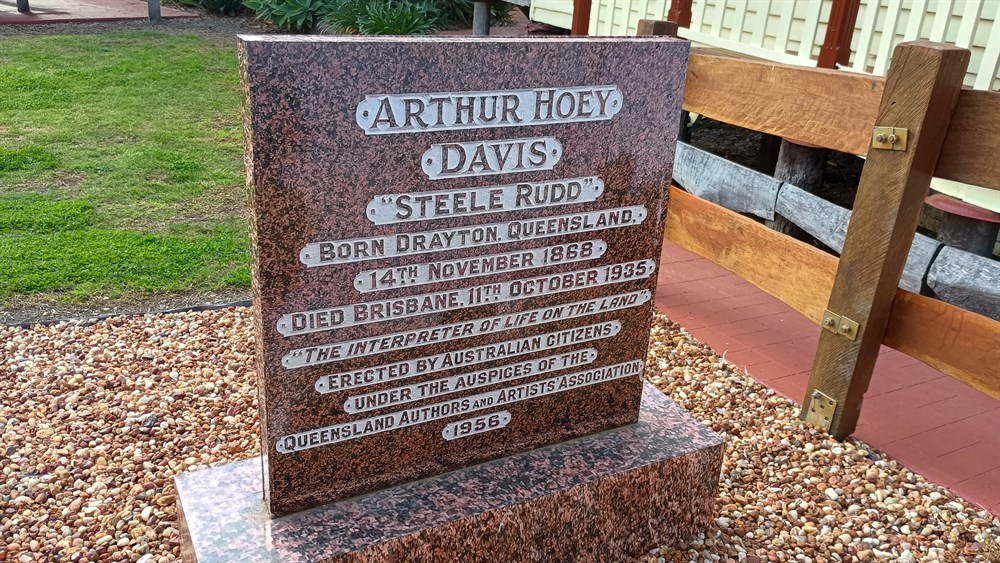 ARTHUR HOEY
DAVIS
"STEELE RUDD"
BORN DRAYTON. QUEENSLAND.,
14TH NOVEMBER 1868
DIED BRISBANE, 11TH OCTOBER 1935
"THE INTERPRETER OF LIFE ON THE LAND"
ERECTED BY AUSTRALIAN CITIZENS
UNDER THE AUSPICES OF THE
QUEENSLAND AUTHORS AND ARTISTS' ASSOCIATION
1956